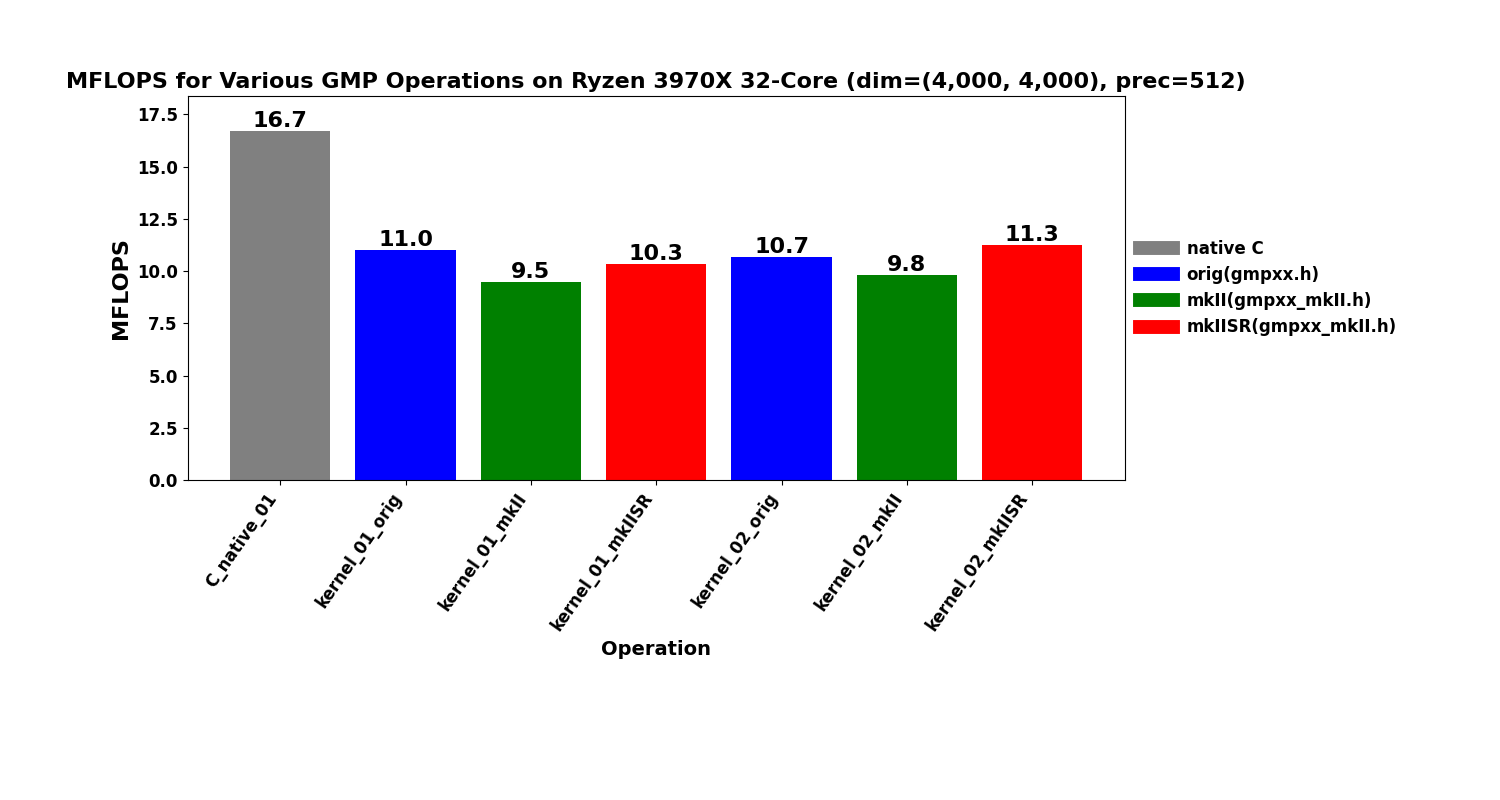 MFLOPS for Various GMP Operations on Ryzen 3970X 32-Core (dim=(4,000, 4,000), prec=512)
MFLOPS
17.5
15.0
12.5
10.0
7.5
5.0
2.5
0.0
16.7
11.0
9.5
10.3
10.7
9.8
11.3
C_native_01
kernel_01_orig
kernel_01_mkII
kernel_01_mkIISR
kernel_02_orig
kernel_02_mkII
kernel_02_mkIISR
Operation
native C
orig(gmpxx.h)
mkII(gmpxx_mkII.h)
mkIISR(gmpxx_mkII.h)